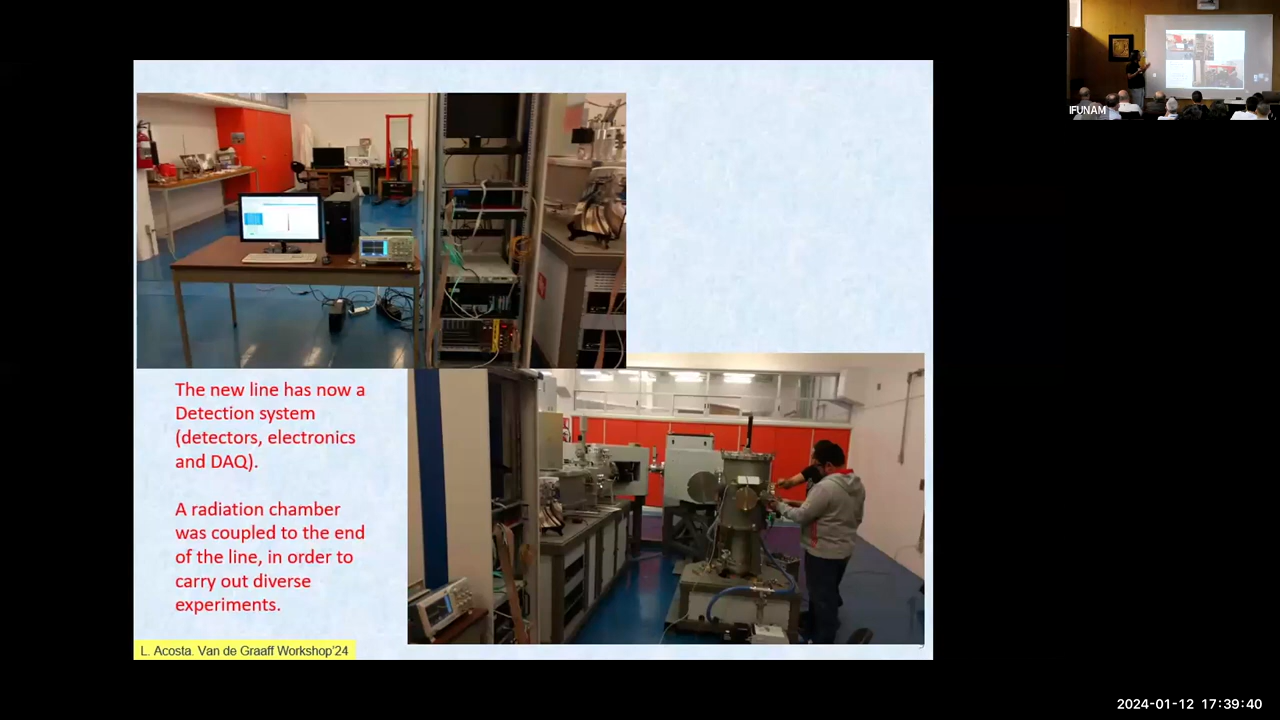 IFUNAM
The new line has now a
Detection system
(detectors, electronics
and DAQ).
A radiation chamber
was coupled to the end
of the line, in order to
carry out diverse
experiments.
L. Acosta. Van de Graaff Workshop'24
2024-01-12 17:39:40